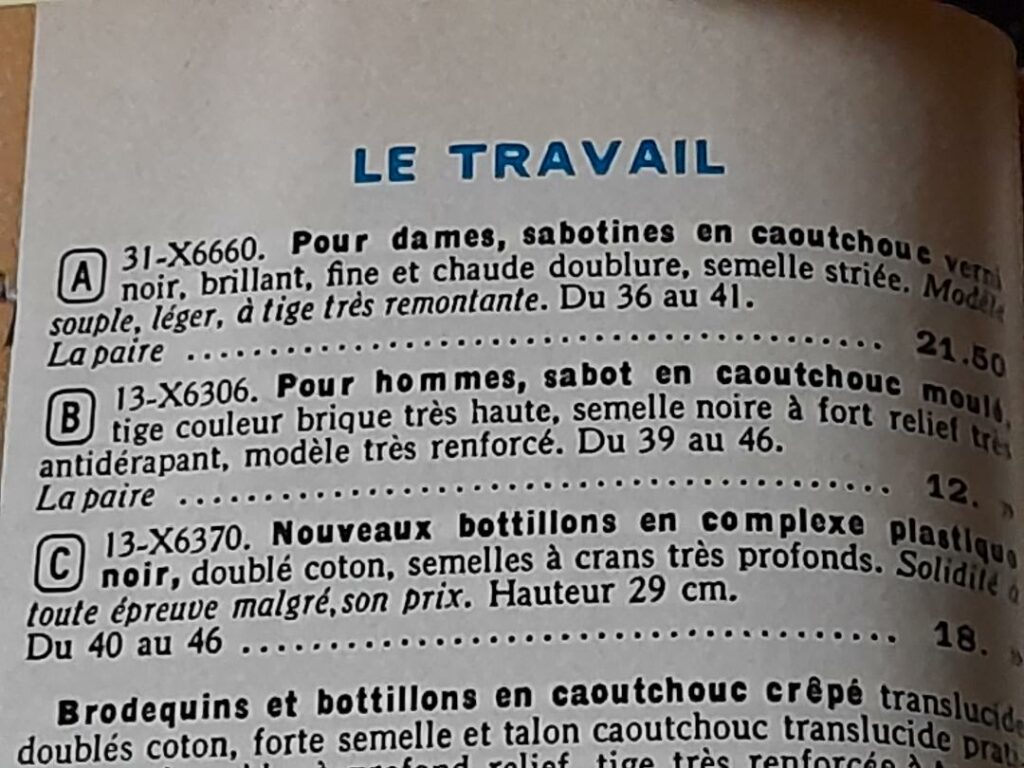 LE TRAVAIL
A 31-X6660. Pour dames, sabotines en caoutchouc verni
noir, brillant, fine et chaude doublure, semelle striée. Modèle
souple, léger, à tige très remontante. Du 36 au 41.
La paire ........................................ 21.50
B 13-X6306. Pour hommes, sabot en caoutchouc moulé,
tige couleur brique très haute, semelle noire à fort relief très
antidérapant, modèle très renforcé. Du 39 au 46.
La paire ........................................ 12. »
C 13-X6370. Nouveaux bottillons en complexe plastique
noir, doublé coton, semelles à crans très profonds. Solidité à
toute épreuve malgré,son prix. Hauteur 29 cm.
Du 40 au 46 ........................................ 18. »
Brodequins et bottillons en caoutchouc crêpé translucide
doublés coton, forte semelle et talon caoutchouc translucide
à profond relief, tige très renforcée à